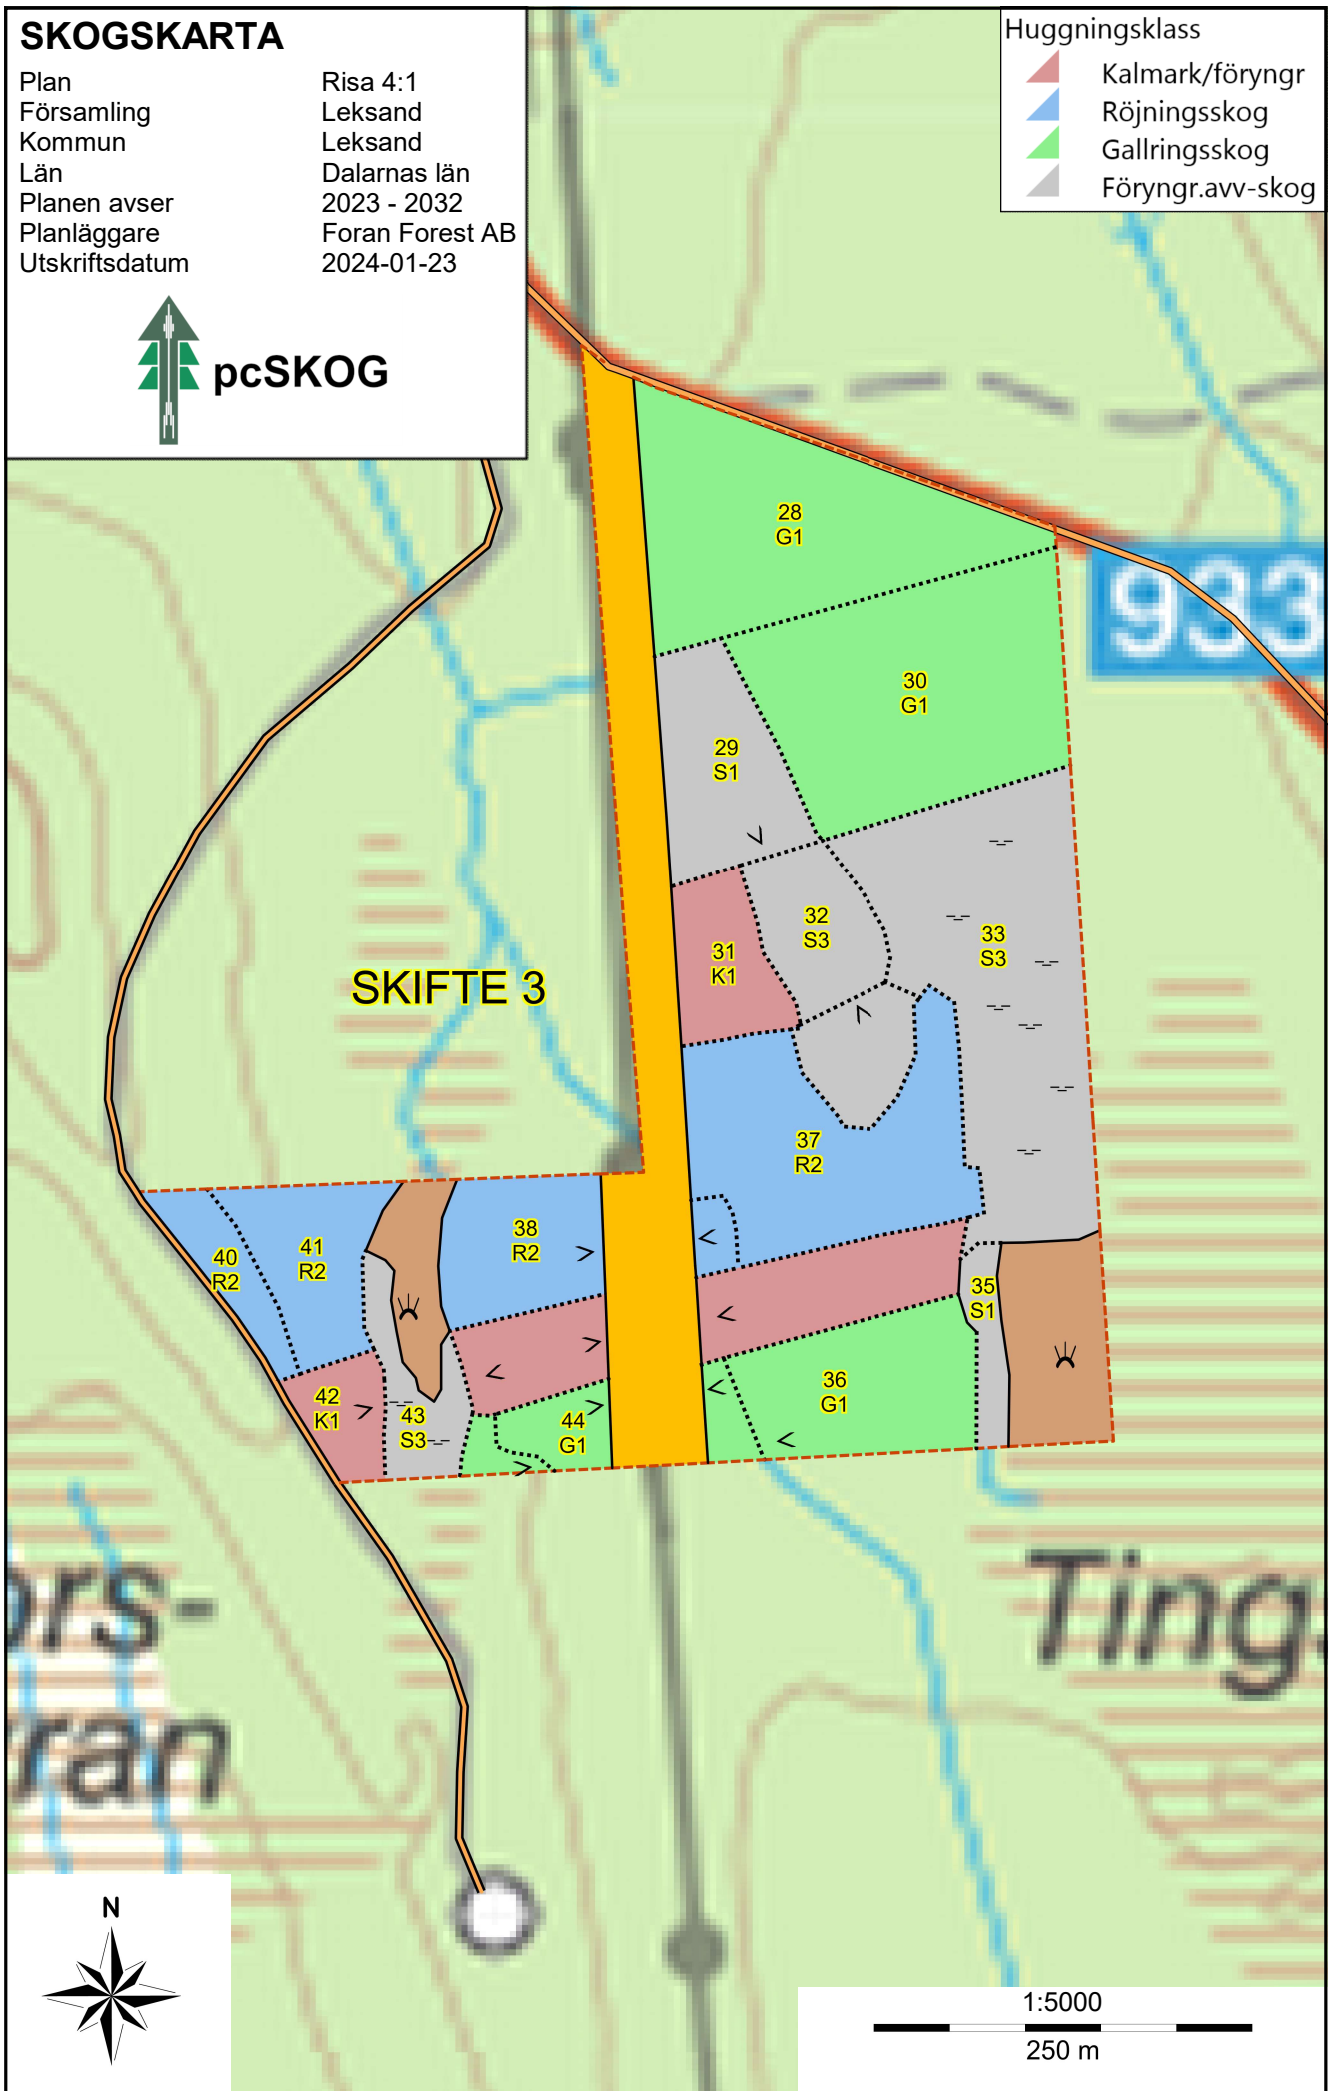 SKOGSKARTA
Plan Risa 4:1
Församling Leksand
Kommun Leksand
Län Dalarnas län
Planen avser 2023 - 2032
Planläggare Foran Forest AB
Utskriftsdatum 2024-01-23
pcSKOG
Huggningsklass
Kalmark/föryngr
Röjningsskog
Gallringsskog
Föryngr.avv-skog
28
G1
933
30
G1
29
S1
32
S3
33
S3
31
K1
SKIFTE 3
37
R2
38
R2
41
R2
40
R2
35
S1
36
G1
42
K1
43
S3
44
G1
ors-
ran
Ting
N
1:5000
250 m